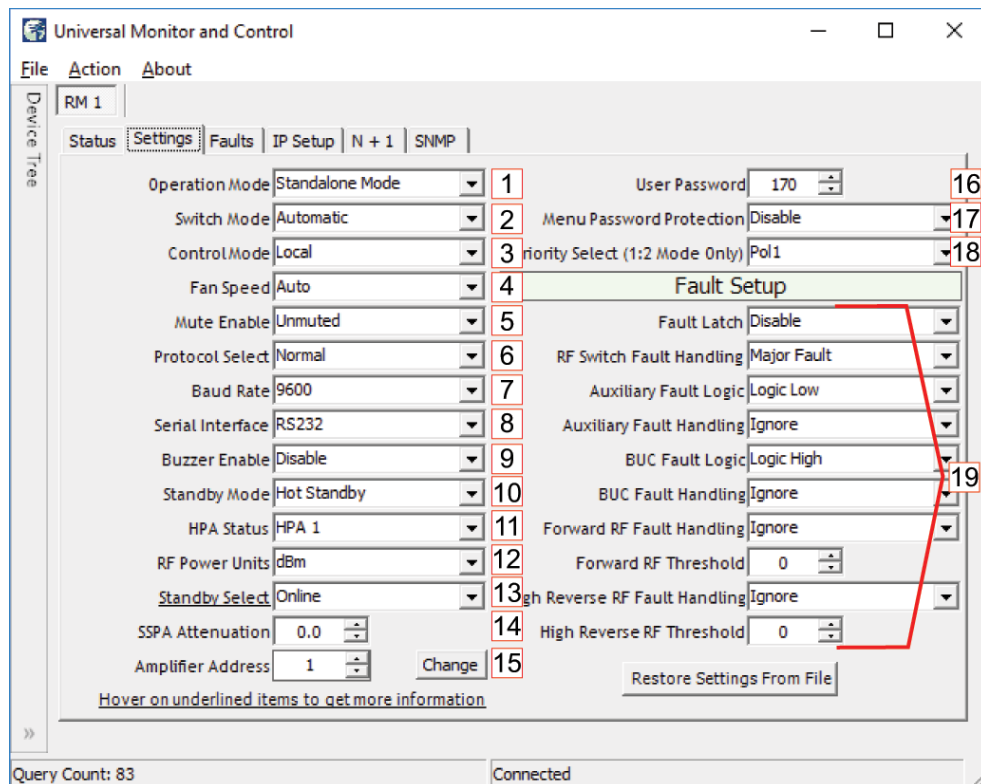 Universal Monitor and Control
File Action About
Device Tree
RM 1
Status Settings Faults IP Setup N + 1 SNMP
Operation Mode Standalone Mode 1
Switch Mode Automatic 2
Control Mode Local 3
Fan Speed Auto 4
Mute Enable Unmuted 5
Protocol Select Normal 6
Baud Rate 9600 7
Serial Interface RS232 8
Buzzer Enable Disable 9
Standby Mode Hot Standby 10
HPA Status HPA 1 11
RF Power Units dBm 12
Standby Select Online 13
SSPA Attenuation 0.0 14
Amplifier Address 1 Change 15
Hover on underlined items to get more information
User Password 170 16
Menu Password Protection Disable 17
riority Select (1:2 Mode Only) Pol1 18
Fault Setup
Fault Latch Disable
RF Switch Fault Handling Major Fault
Auxiliary Fault Logic Logic Low
Auxiliary Fault Handling Ignore
BUC Fault Logic Logic High
19
BUC Fault Handling Ignore
Forward RF Fault Handling Ignore
Forward RF Threshold 0
gh Reverse RF Fault Handling Ignore
High Reverse RF Threshold 0
Restore Settings From File
»
Query Count: 83
Connected